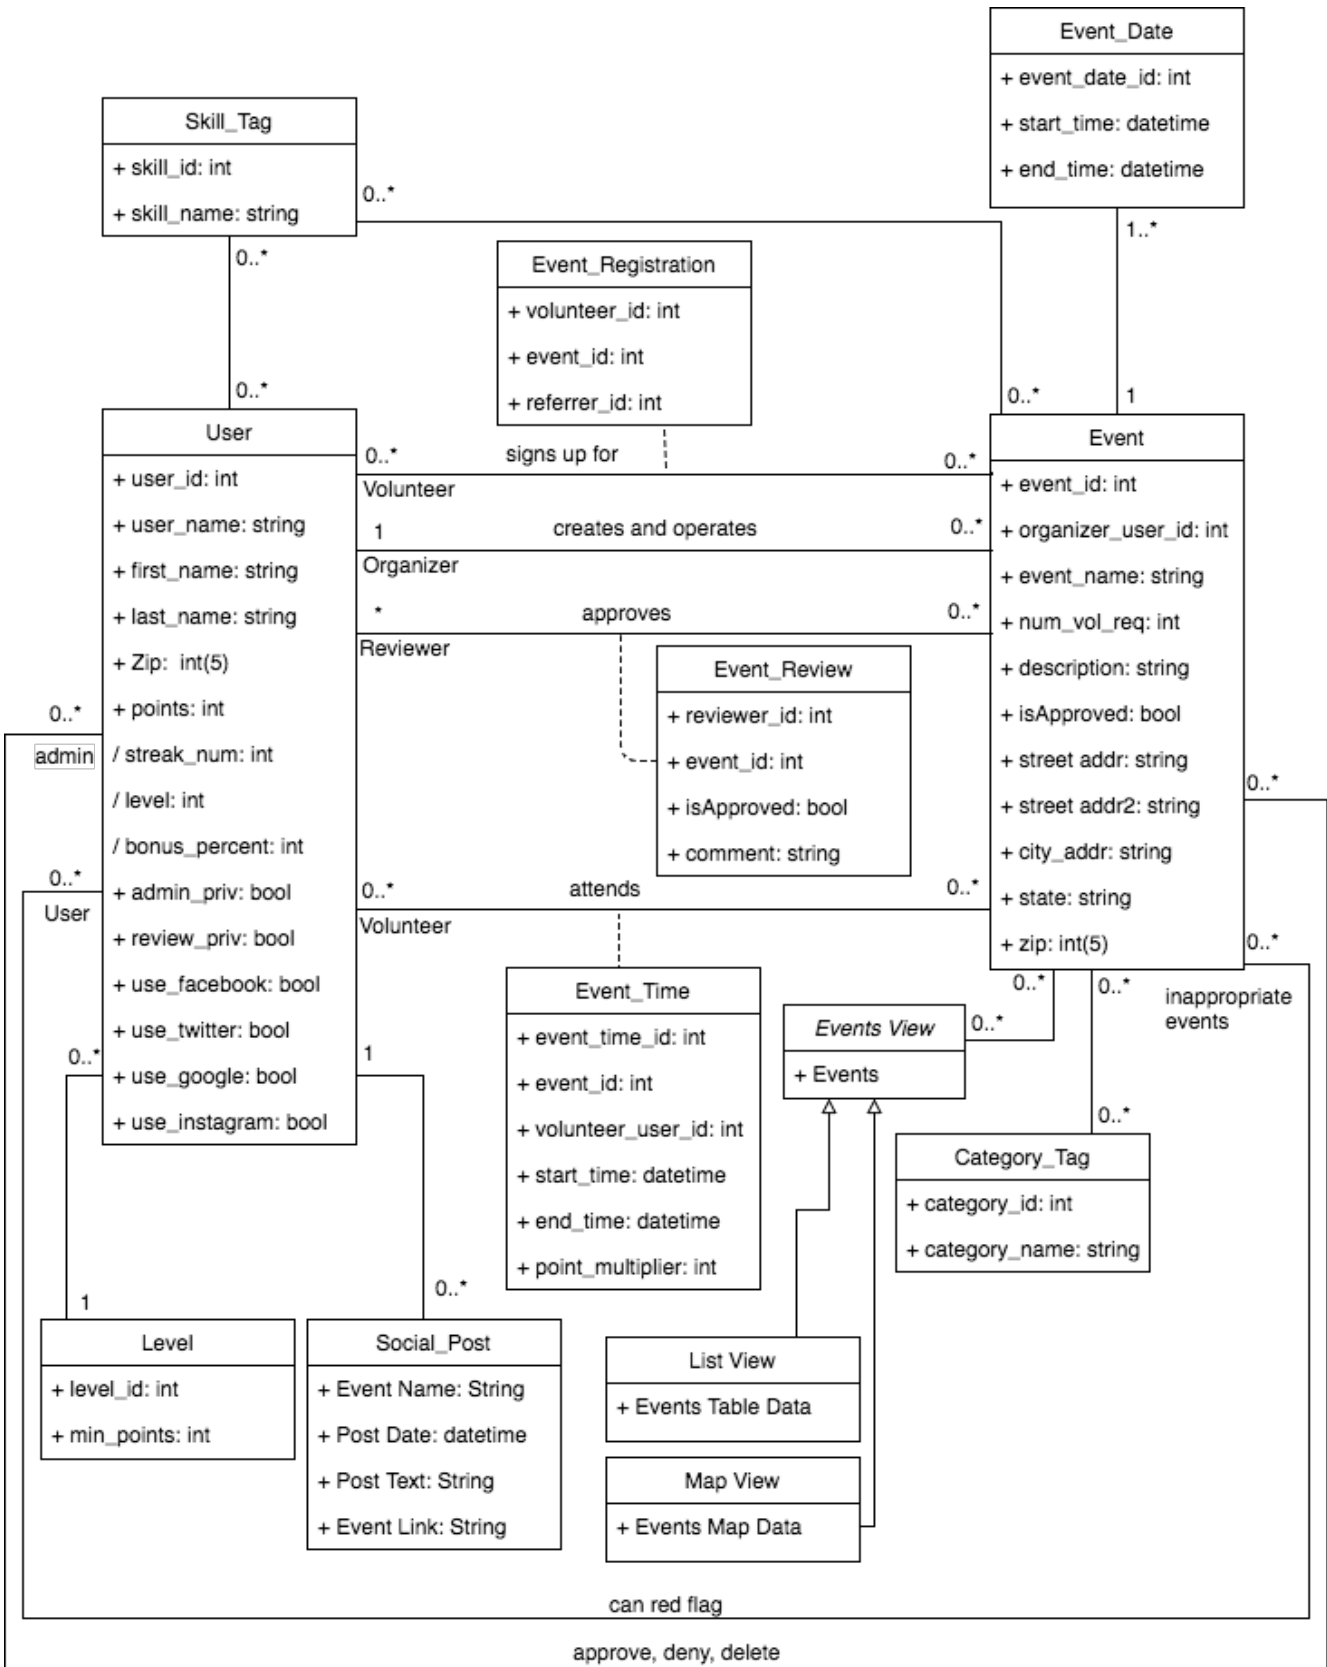 Event_Date
+ event_date_id: int
+ start_time: datetime
+ end_time: datetime
1..*
1
Skill_Tag
+ skill_id: int
+ skill_name: string
0..*
0..*
0..*
0..*
Event_Registration
+ volunteer_id: int
+ event_id: int
+ referrer_id: int
User
+ user_id: int
+ user_name: string
+ first_name: string
+ last_name: string
+ Zip:  int(5)
+ points: int
/ streak_num: int
/ level: int
/ bonus_percent: int
+ admin_priv: bool
+ review_priv: bool
+ use_facebook: bool
+ use_twitter: bool
+ use_google: bool
+ use_instagram: bool
0..*
signs up for
0..*
Volunteer
1
creates and operates
0..*
Organizer
*
approves
0..*
Reviewer
Event_Review
+ reviewer_id: int
+ event_id: int
+ isApproved: bool
+ comment: string
0..*
attends
0..*
Volunteer
Event
+ event_id: int
+ organizer_user_id: int
+ event_name: string
+ num_vol_req: int
+ description: string
+ isApproved: bool
+ street addr: string
+ street addr2: string
+ city_addr: string
+ state: string
+ zip: int(5)
0..*
admin
0..*
User
0..*
0..*
inappropriate
events
Event_Time
+ event_time_id: int
+ event_id: int
+ volunteer_user_id: int
+ start_time: datetime
+ end_time: datetime
+ point_multiplier: int
0..*
0..*
Events View
+ Events
0..*
0..*
Category_Tag
+ category_id: int
+ category_name: string
0..*
1
1
0..*
Level
+ level_id: int
+ min_points: int
Social_Post
+ Event Name: String
+ Post Date: datetime
+ Post Text: String
+ Event Link: String
List View
+ Events Table Data
Map View
+ Events Map Data
can red flag
approve, deny, delete